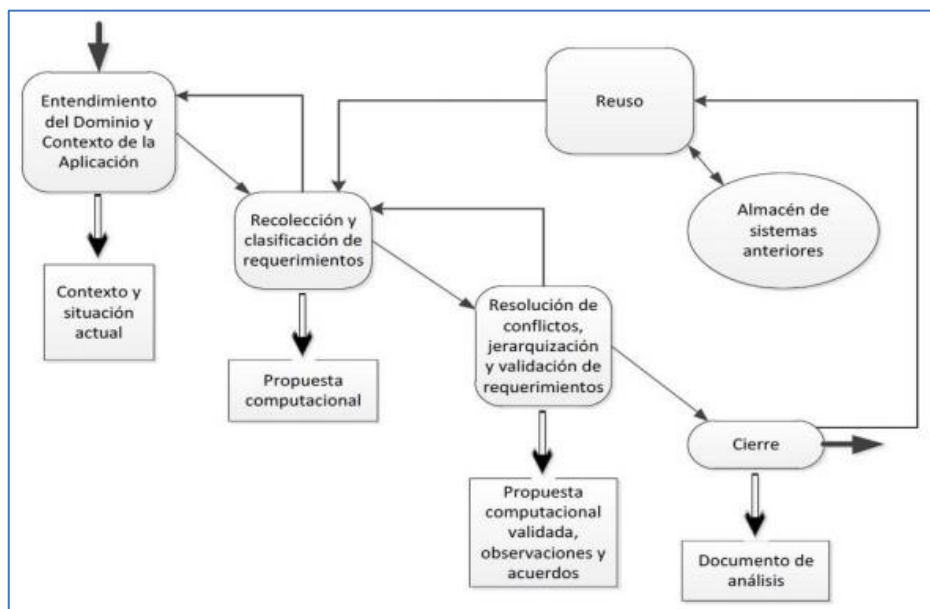 Entendimiento
del Dominio y
Contexto de la
Aplicación
Reuso
Recolección y
clasificación de
requerimientos
Almacén de
sistemas
anteriores
Contexto y
situación
actual
Resolución de
conflictos,
jerarquización
y validación de
requerimientos
Propuesta
computacional
Cierre
Propuesta
computacional
validada,
observaciones y
acuerdos
Documento de
análisis